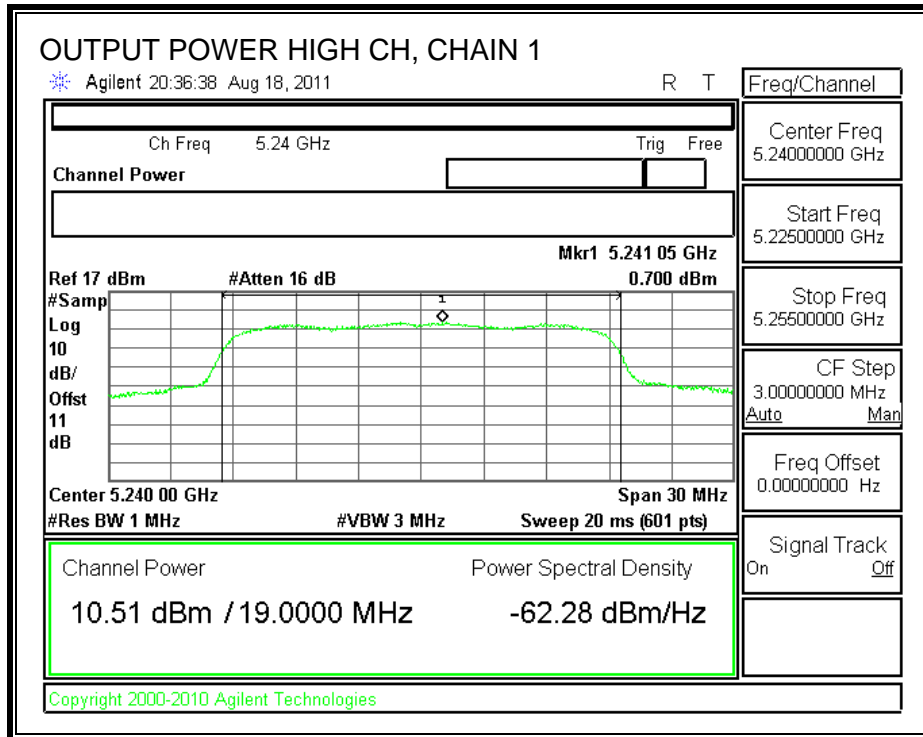 OUTPUT POWER HIGH CH, CHAIN 1
Agilent 20:36:38 Aug 18, 2011 R T
Ch Freq 5.24 GHz Trig Free
Channel Power
Mkr1 5.241 05 GHz
Ref 17 dBm #Atten 16 dB 0.700 dBm
#Samp
Log
10
dB/
Offst
11
dB
1
Center 5.240 00 GHz Span 30 MHz
#Res BW 1 MHz #VBW 3 MHz Sweep 20 ms (601 pts)
Channel Power Power Spectral Density
10.51 dBm / 19.0000 MHz -62.28 dBm/Hz
Copyright 2000-2010 Agilent Technologies
Freq/Channel
Center Freq
5.24000000 GHz
Start Freq
5.22500000 GHz
Stop Freq
5.25500000 GHz
CF Step
3.00000000 MHz
Auto Man
Freq Offset
0.00000000 Hz
Signal Track
On Off